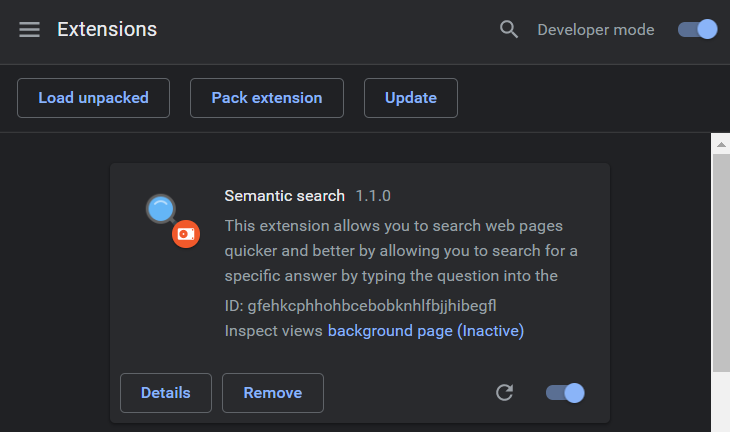 Extensions
Developer mode
Load unpacked
Pack extension
Update
Semantic search 1.1.0
This extension allows you to search web pages
quicker and better by allowing you to search for a
specific answer by typing the question into the
ID: gfehkcphhohbcebobknhlfbjjhibegfl
Inspect views background page (Inactive)
Details
Remove